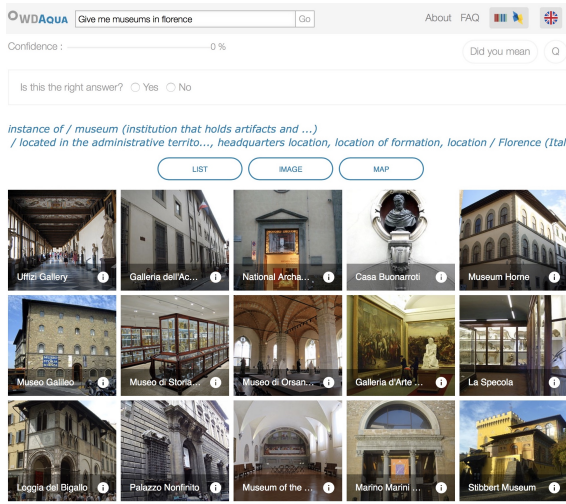 OWDAQUA Give me museums in florence Go About FAQ
Confidence : 0 % Did you mean Q
Is this the right answer? Yes No
instance of / museum (institution that holds artifacts and ...)
/ located in the administrative territo..., headquarters location, location of formation, location / Florence (Ital
LIST IMAGE MAP
Uffizi Gallery i Galleria dell'Ac... i National Archa... i Casa Buonarroti i Museum Horne i
Museo Galileo i Museo di Storia... i Museo di Orsan... i Galleria d'Arte ... i La Specola i
Loggia del Bigallo i Palazzo Nonfinito i Museum of the ... i Marino Marini ... i Stibbert Museum i